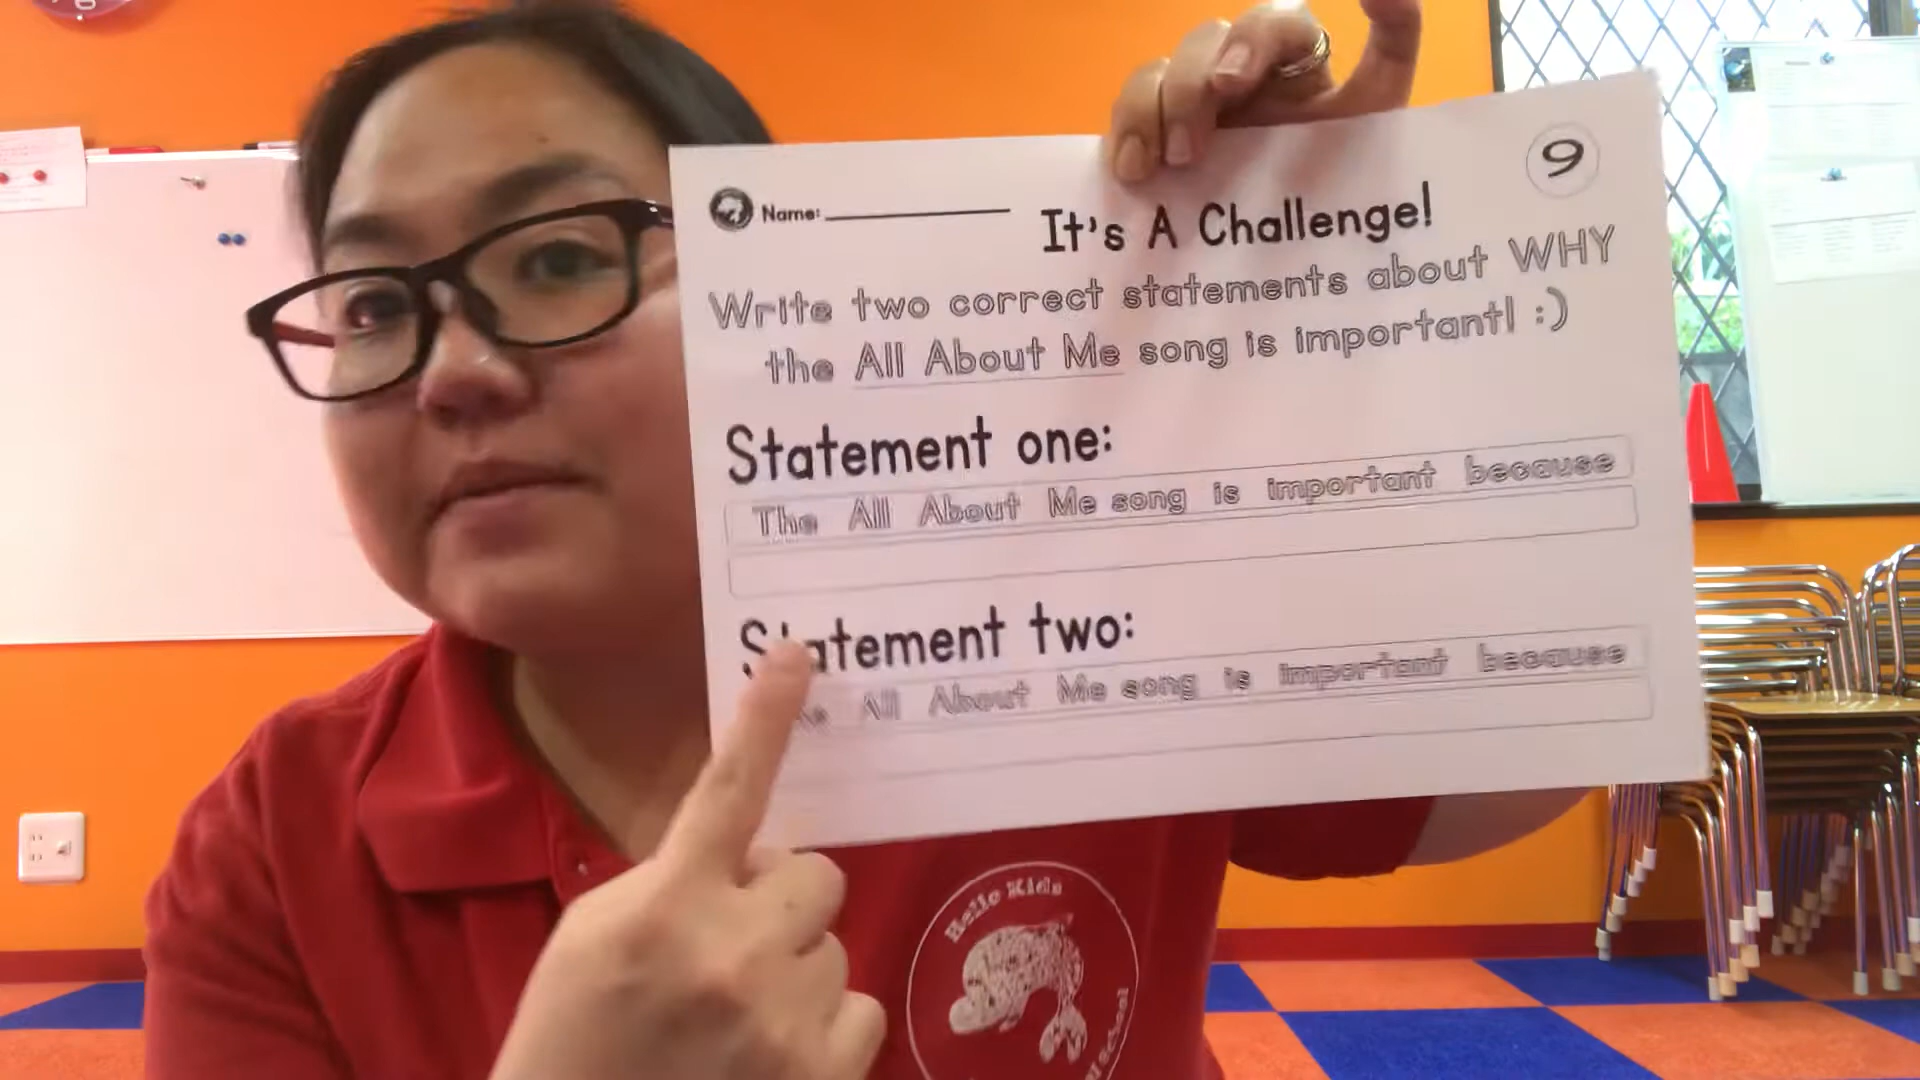 Name:
9
It's A Challenge!
Write two correct statements about WHY
the All About Me song is important! :)
Statement one:
The All About Me song is important because
Statement two:
All About Me song is important because
Hello Kids
School